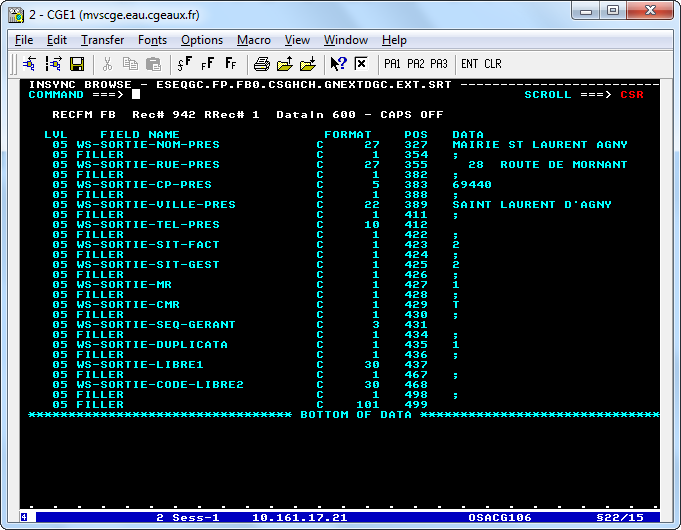 2 - CGE1 (mvscge.eau.cgeaux.fr)
File Edit Transfer Fonts Options Macro View Window Help
PA1 PA2 PA3 ENT CLR
INSYNC BROWSE - ESEQGC.FP.FB0.CSGHCH.GNEXTDGC.EXT.SRT -------------------------
COMMAND ===> SCROLL ===> CSR
RECFM FB Rec# 942 RRec# 1 DataIn 600 - CAPS OFF
LVL FIELD NAME FORMAT POS DATA
05 WS-SORTIE-NOM-PRES C 27 327 MAIRIE ST LAURENT AGNY
05 FILLER C 1 354 ;
05 WS-SORTIE-RUE-PRES C 27 355 28 ROUTE DE MORNANT
05 FILLER C 1 382 ;
05 WS-SORTIE-CP-PRES C 5 383 69440
05 FILLER C 1 388 ;
05 WS-SORTIE-VILLE-PRES C 22 389 SAINT LAURENT D'AGNY
05 FILLER C 1 411 ;
05 WS-SORTIE-TEL-PRES C 10 412
05 FILLER C 1 422 ;
05 WS-SORTIE-SIT-FACT C 1 423 2
05 FILLER C 1 424 ;
05 WS-SORTIE-SIT-GEST C 1 425 2
05 FILLER C 1 426 ;
05 WS-SORTIE-MR C 1 427 1
05 FILLER C 1 428 ;
05 WS-SORTIE-CMR C 1 429 T
05 FILLER C 1 430 ;
05 WS-SORTIE-SEQ-GERANT C 3 431
05 FILLER C 1 434 ;
05 WS-SORTIE-DUPLICATA C 1 435 1
05 FILLER C 1 436 ;
05 WS-SORTIE-LIBRE1 C 30 437
05 FILLER C 1 467 ;
05 WS-SORTIE-CODE-LIBRE2 C 30 468
05 FILLER C 1 498 ;
05 FILLER C 101 499
********************************* BOTTOM OF DATA ******************************
4 2 Sess-1 10.161.17.21 OSACG106 §22/15